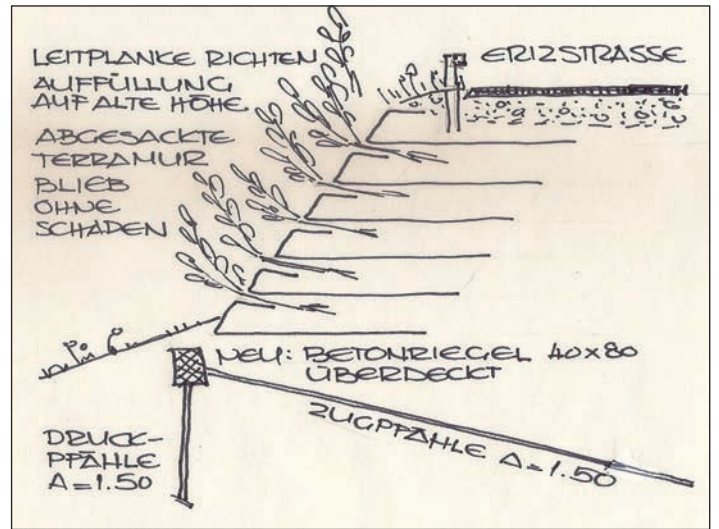 LEITPLANKE RICHTEN
AUFFÜLLUNG
AUF ALTE HÖHE
ERIZSTRASSE
ABGESACKTE
TERRAMUR
BLIEB
OHNE
SCHADEN
NEU: BETONRIEGEL 40x80
ÜBERDECKT
ZUGPFÄHLE A=1.50
DRUCK-
PFÄHLE
A=1.50